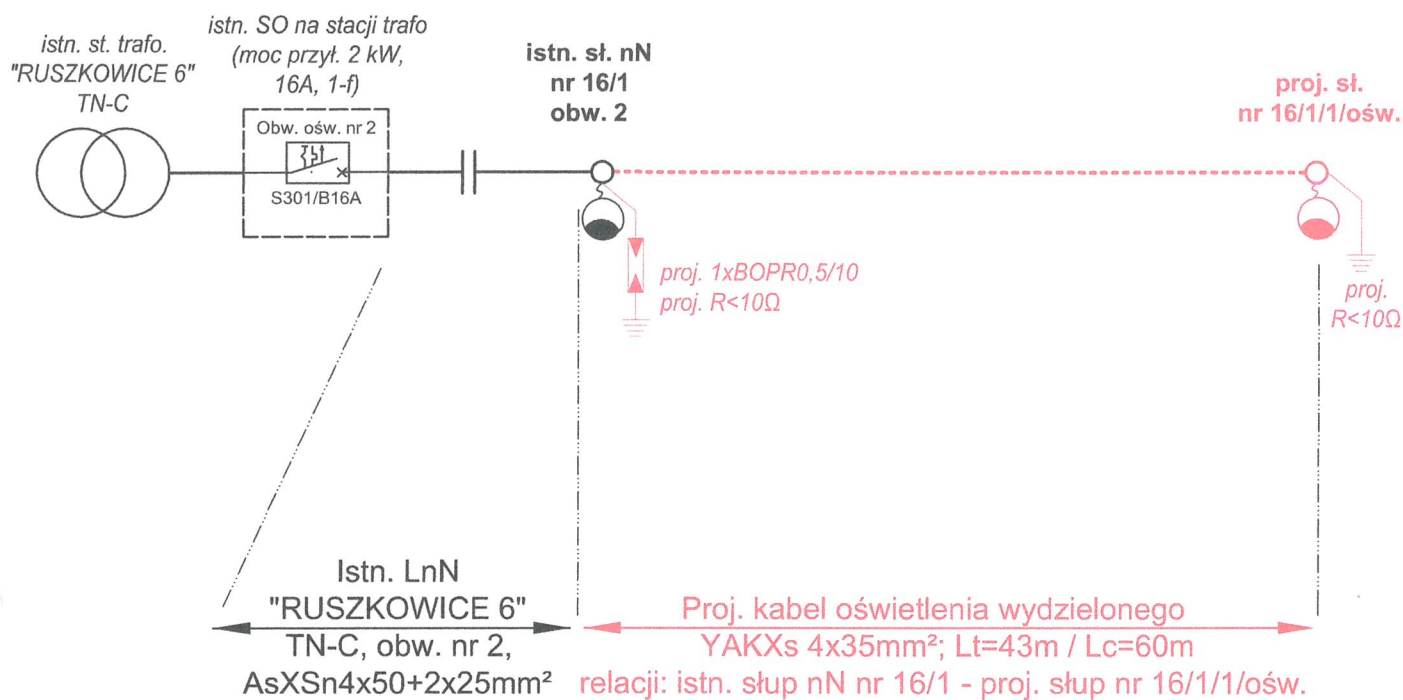 istn. st. trafo.
"RUSZKOWICE 6"
TN-C
istn. SO na stacji trafo
(moc przył. 2 kW,
16A, 1-f)
Obw. ośw. nr 2
S301/B16A
istn. sł. nN
nr 16/1
obw. 2
proj. sł.
nr 16/1/1/ośw.
proj. 1xBOPR0,5/10
proj. R<10Ω
proj.
R<10Ω
Istn. LnN
"RUSZKOWICE 6"
TN-C, obw. nr 2,
AsXSn4x50+2x25mm²
Proj. kabel oświetlenia wydzielonego
YAKXs 4x35mm²; Lt=43m / Lc=60m
relacji: istn. słup nN nr 16/1 - proj. słup nr 16/1/1/ośw.